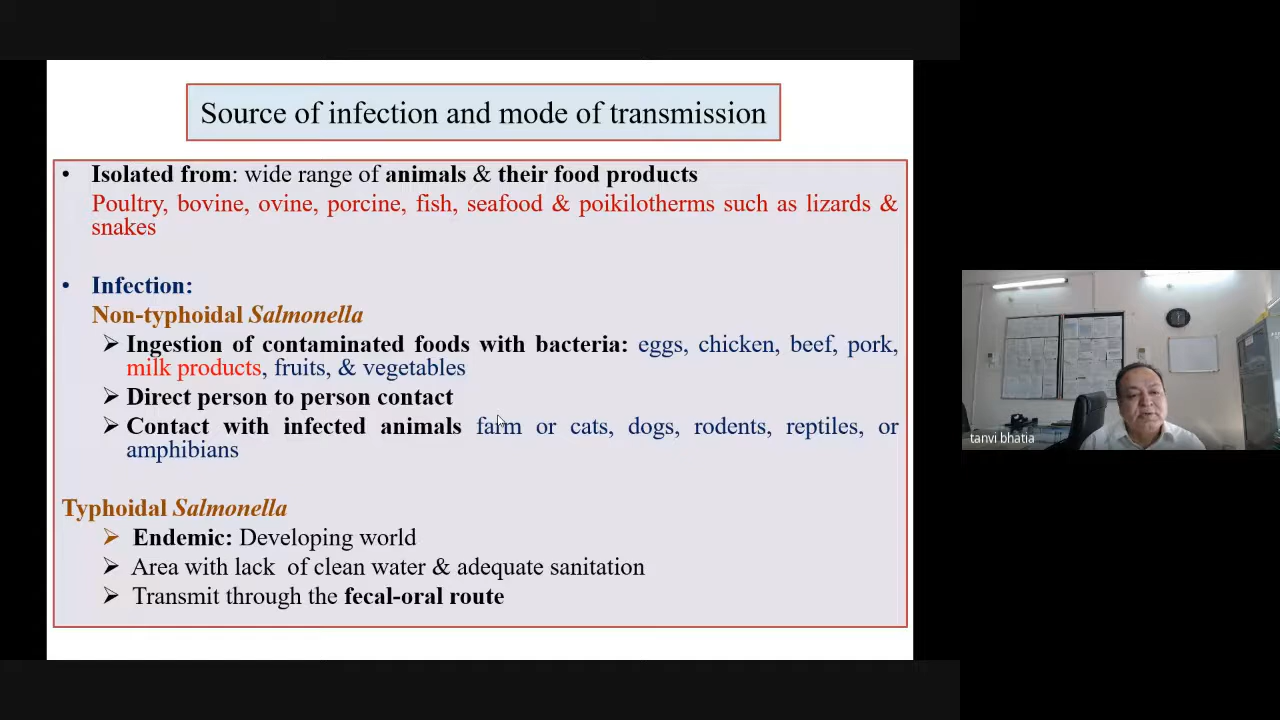 Source of infection and mode of transmission
• Isolated from: wide range of animals & their food products
Poultry, bovine, ovine, porcine, fish, seafood & poikilotherms such as lizards &
snakes
• Infection:
Non-typhoidal Salmonella
➢ Ingestion of contaminated foods with bacteria: eggs, chicken, beef, pork,
milk products, fruits, & vegetables
➢ Direct person to person contact
➢ Contact with infected animals farm or cats, dogs, rodents, reptiles, or
amphibians
Typhoidal Salmonella
➢ Endemic: Developing world
➢ Area with lack of clean water & adequate sanitation
➢ Transmit through the fecal-oral route
tanvi bhatia